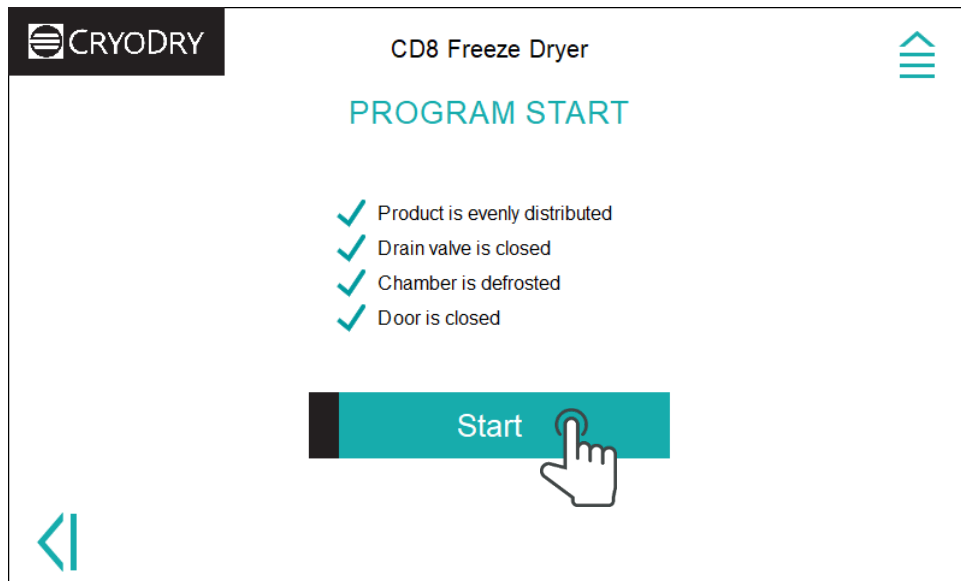 CRYODRY
CD8 Freeze Dryer
PROGRAM START
Product is evenly distributed
Drain valve is closed
Chamber is defrosted
Door is closed
Start